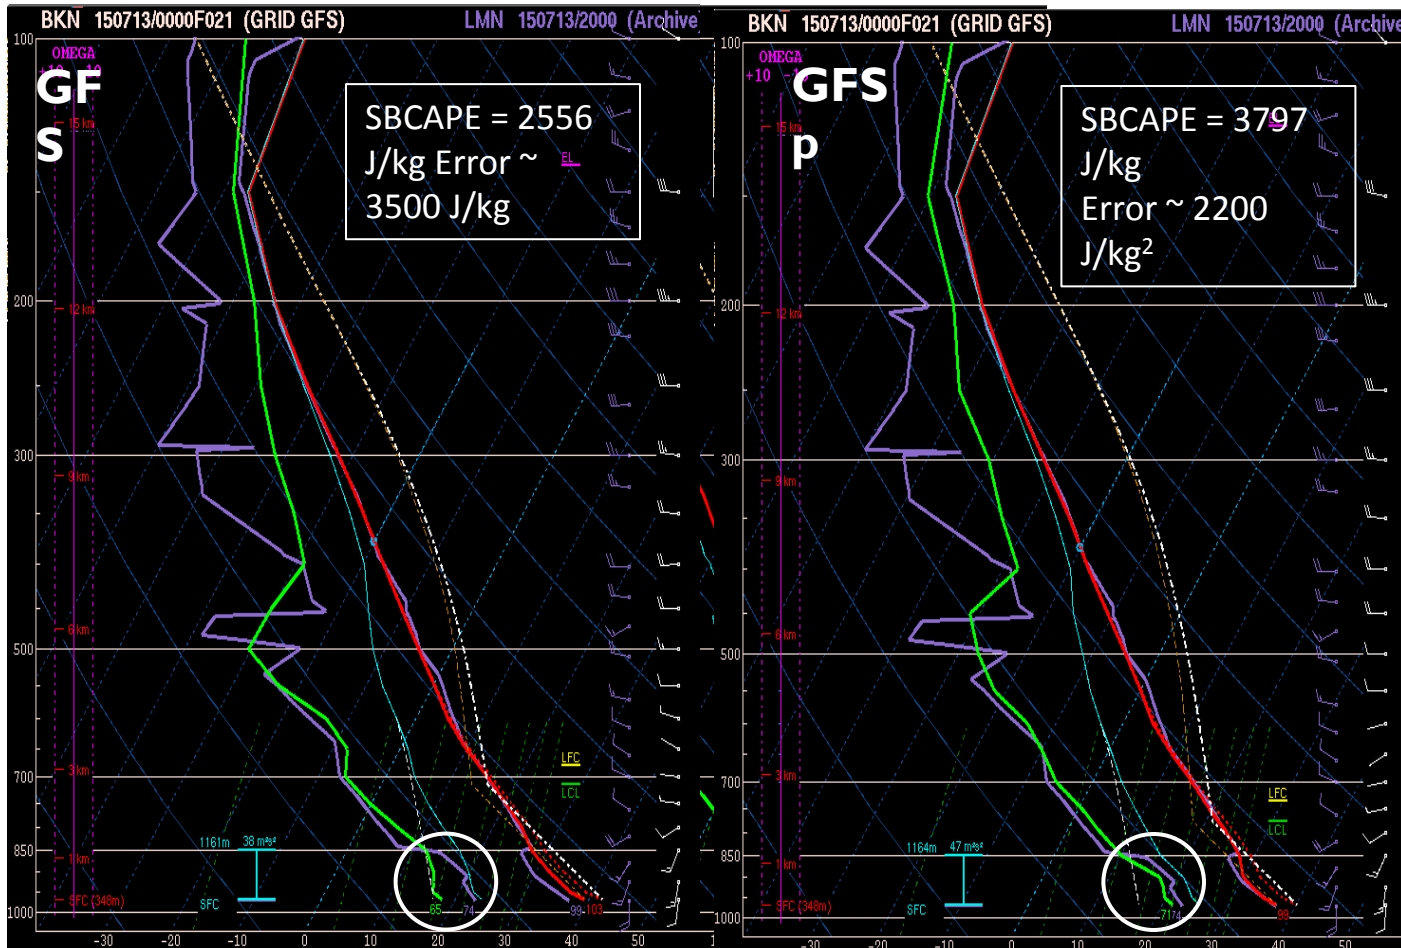 BKN 150713/0000F021 (GRID GFS)
LMN 150713/2000 (Archive
OMEGA
+10 -10
GF
S
SBCAPE = 2556
J/kg Error ~
3500 J/kg
EL
100
200
300
500
700
850
1000
15 km
12 km
9 km
6 km
3 km
1 km
SFC (348m)
1161m 38 m²s²
SFC
LFC
LCL
65
74
99
103
-30 -20 -10 0 10 20 30 40 50
BKN 150713/0000F021 (GRID GFS)
LMN 150713/2000 (Archive
OMEGA
+10
GFS
p
SBCAPE = 3797
J/kg
Error ~ 2200
J/kg²
100
200
300
500
700
850
1000
15 km
12 km
9 km
6 km
3 km
1 km
SFC (348m)
1164m 47 m²s²
SFC
LFC
LCL
71
74
99
-30 -20 -10 0 10 20 30 40 50